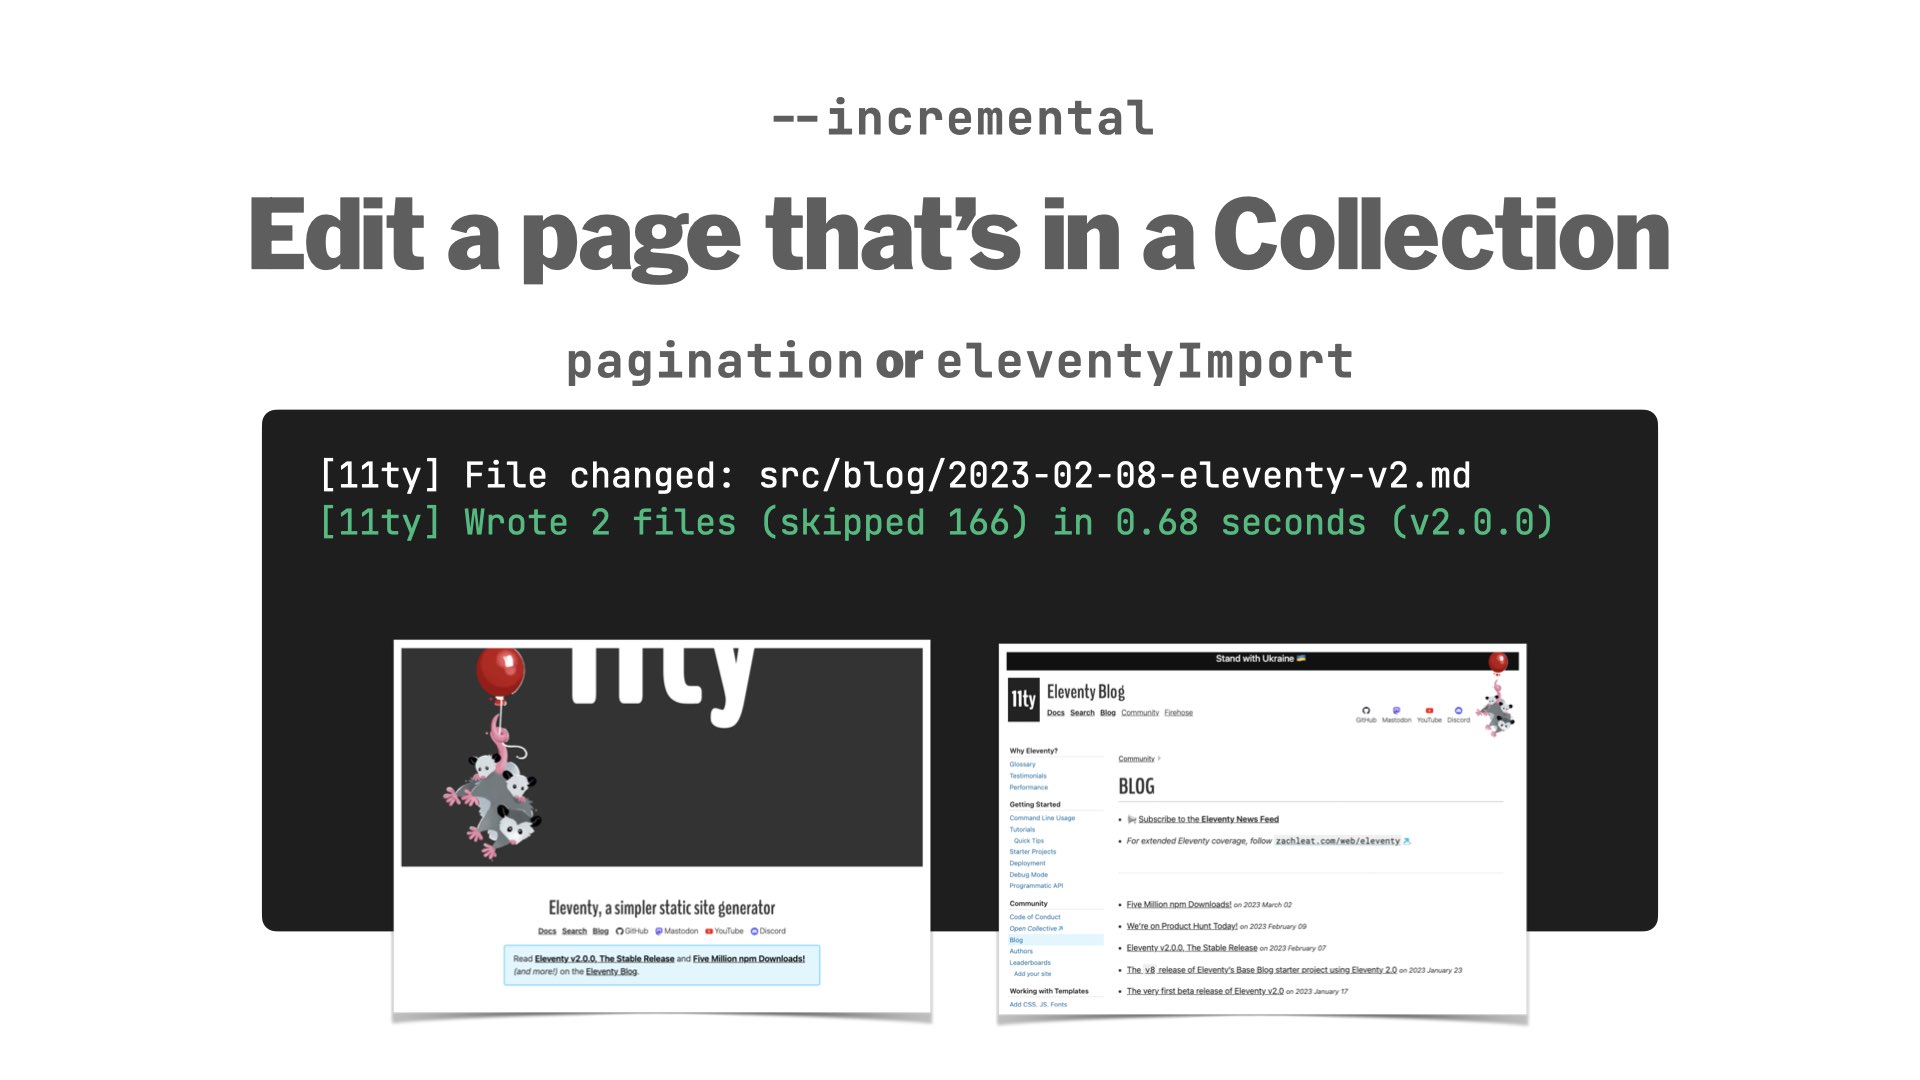 --incremental
Edit a page that’s in a Collection
pagination or eleventyImport
[11ty] File changed: src/blog/2023-02-08-eleventy-v2.md
[11ty] Wrote 2 files (skipped 166) in 0.68 seconds (v2.0.0)
11ty
Eleventy, a simpler static site generator
Docs Search Blog GitHub Mastodon YouTube Discord
Read Eleventy v2.0.0, The Stable Release and Five Million npm Downloads!
(and more!) on the Eleventy Blog.
Stand with Ukraine 🇺🇦
11ty
Eleventy Blog
Docs Search Blog Community Firehose
GitHub Mastodon YouTube Discord
Why Eleventy?
Glossary
Testimonials
Performance
Getting Started
Command Line Usage
Tutorials
Quick Tips
Starter Projects
Deployment
Debug Mode
Programmatic API
Community
Code of Conduct
Open Collective ↗
Blog
Authors
Leaderboards
Add your site
Working with Templates
Add CSS, JS, Fonts
Community ›
BLOG
• Subscribe to the Eleventy News Feed
• For extended Eleventy coverage, follow zachleat.com/web/eleventy ↗.
• Five Million npm Downloads! on 2023 March 02
• We're on Product Hunt Today! on 2023 February 09
• Eleventy v2.0.0, The Stable Release on 2023 February 07
• The v8 release of Eleventy's Base Blog starter project using Eleventy 2.0 on 2023 January 23
• The very first beta release of Eleventy v2.0 on 2023 January 17